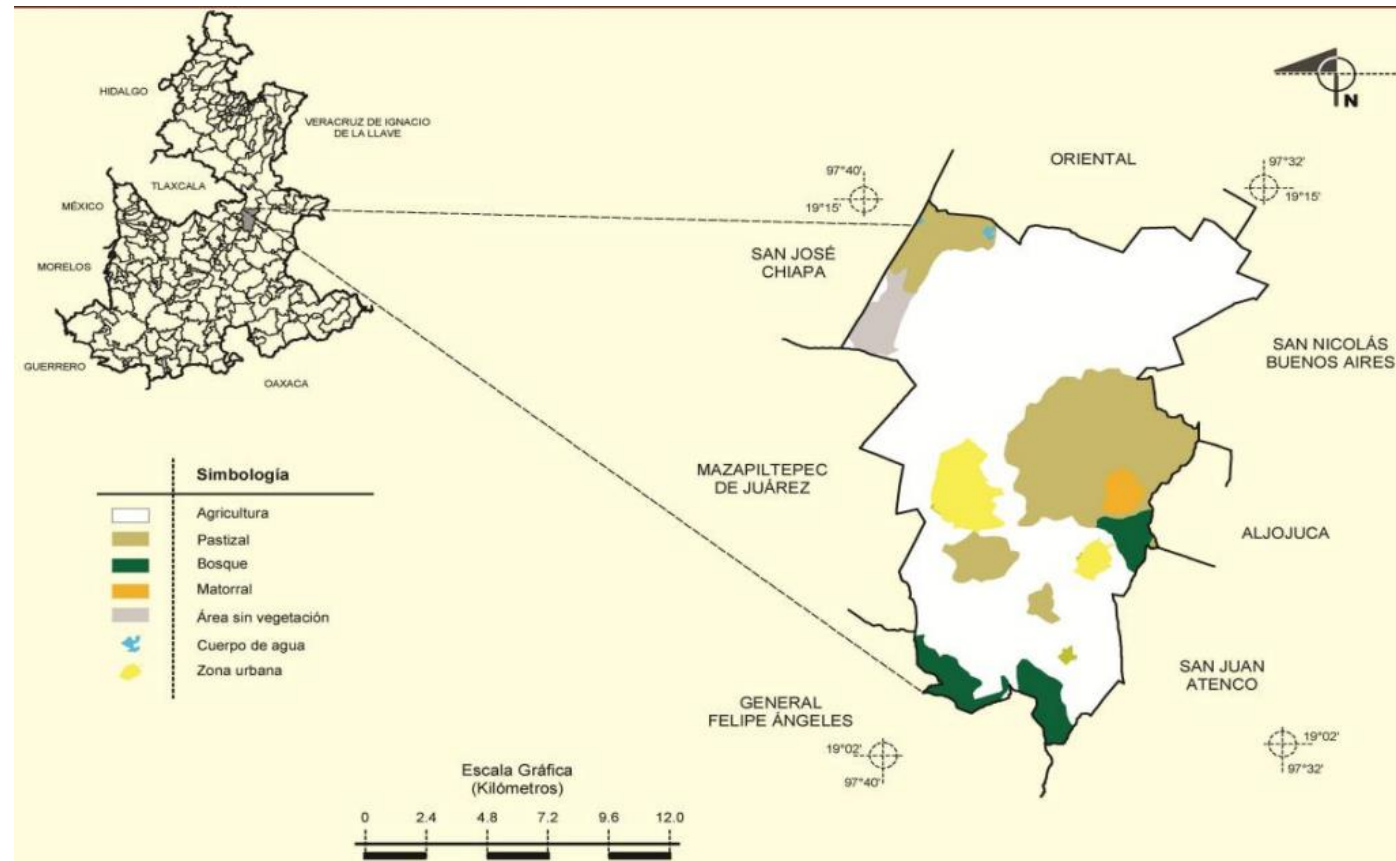 HIDALGO
VERACRUZ DE IGNACIO
DE LA LLAVE
TLAXCALA
MÉXICO
MORELOS
GUERRERO
OAXACA
N
ORIENTAL
97°40'
19°15'
97°32'
19°15'
SAN JOSÉ
CHIAPA
SAN NICOLÁS
BUENOS AIRES
MAZAPILTEPEC
DE JUÁREZ
ALJOJUCA
SAN JUAN
ATENCO
GENERAL
FELIPE ÁNGELES
19°02'
97°40'
19°02'
97°32'
Simbología
Agricultura
Pastizal
Bosque
Matorral
Área sin vegetación
Cuerpo de agua
Zona urbana
Escala Gráfica
(Kilómetros)
0 2.4 4.8 7.2 9.6 12.0